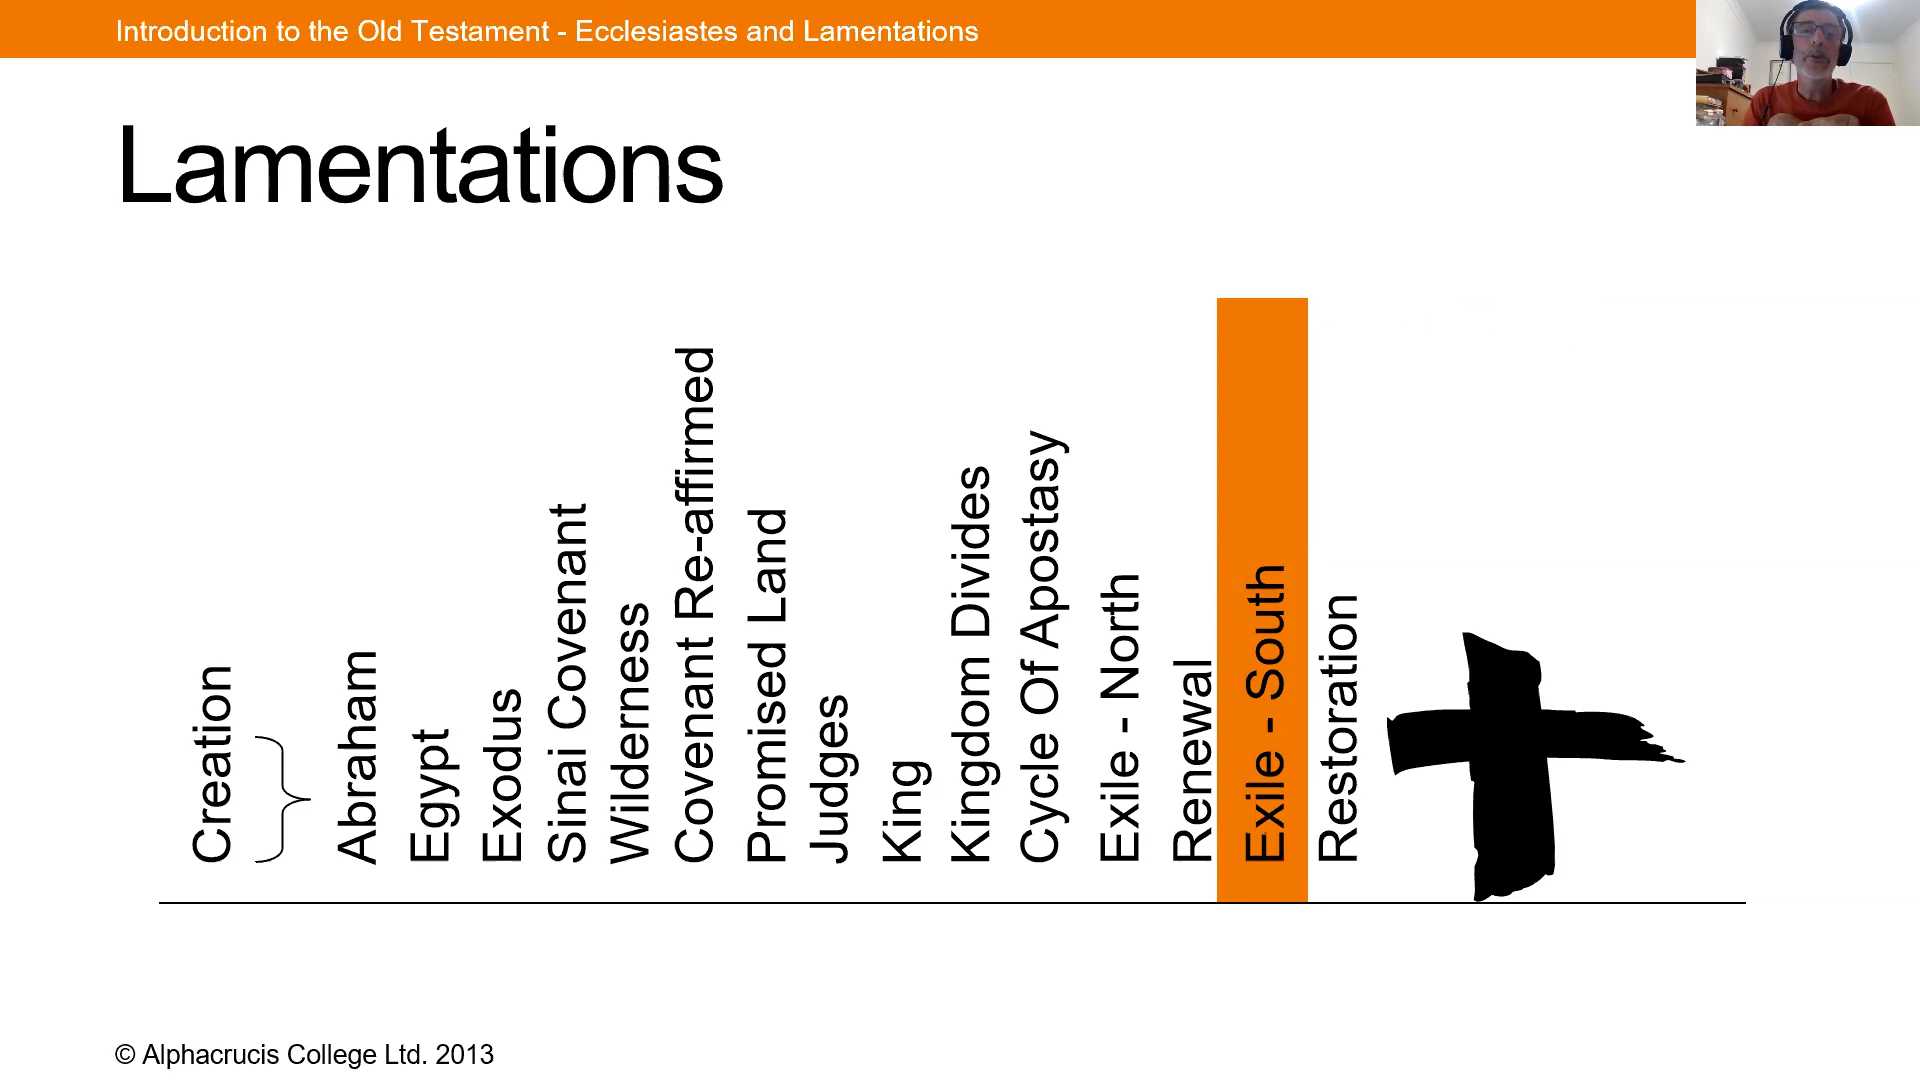 Introduction to the Old Testament - Ecclesiastes and Lamentations
Lamentations
Creation
Abraham
Egypt
Exodus
Sinai Covenant
Wilderness
Covenant Re-affirmed
Promised Land
Judges
King
Kingdom Divides
Cycle Of Apostasy
Exile - North
Renewal
Exile - South
Restoration
© Alphacrucis College Ltd. 2013